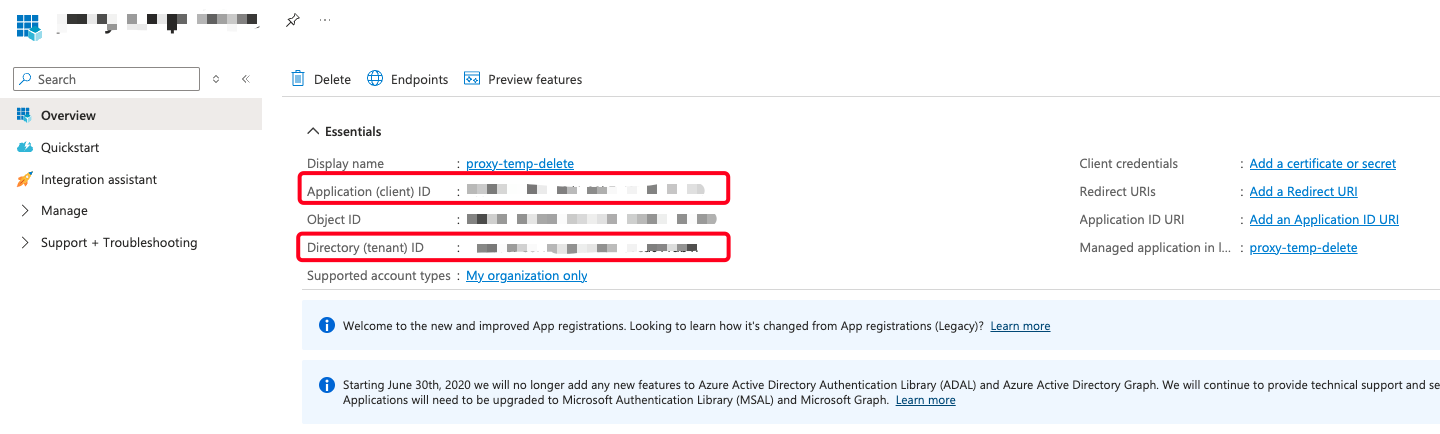 Search
Delete
Endpoints
Preview features
Overview
Quickstart
Integration assistant
Manage
Support + Troubleshooting
Essentials
Display name : proxy-temp-delete
Application (client) ID :
Object ID :
Directory (tenant) ID :
Supported account types : My organization only
Client credentials : Add a certificate or secret
Redirect URIs : Add a Redirect URI
Application ID URI : Add an Application ID URI
Managed application in l... : proxy-temp-delete
Welcome to the new and improved App registrations. Looking to learn how it's changed from App registrations (Legacy)? Learn more
Starting June 30th, 2020 we will no longer add any new features to Azure Active Directory Authentication Library (ADAL) and Azure Active Directory Graph. We will continue to provide technical support and se
Applications will need to be upgraded to Microsoft Authentication Library (MSAL) and Microsoft Graph. Learn more